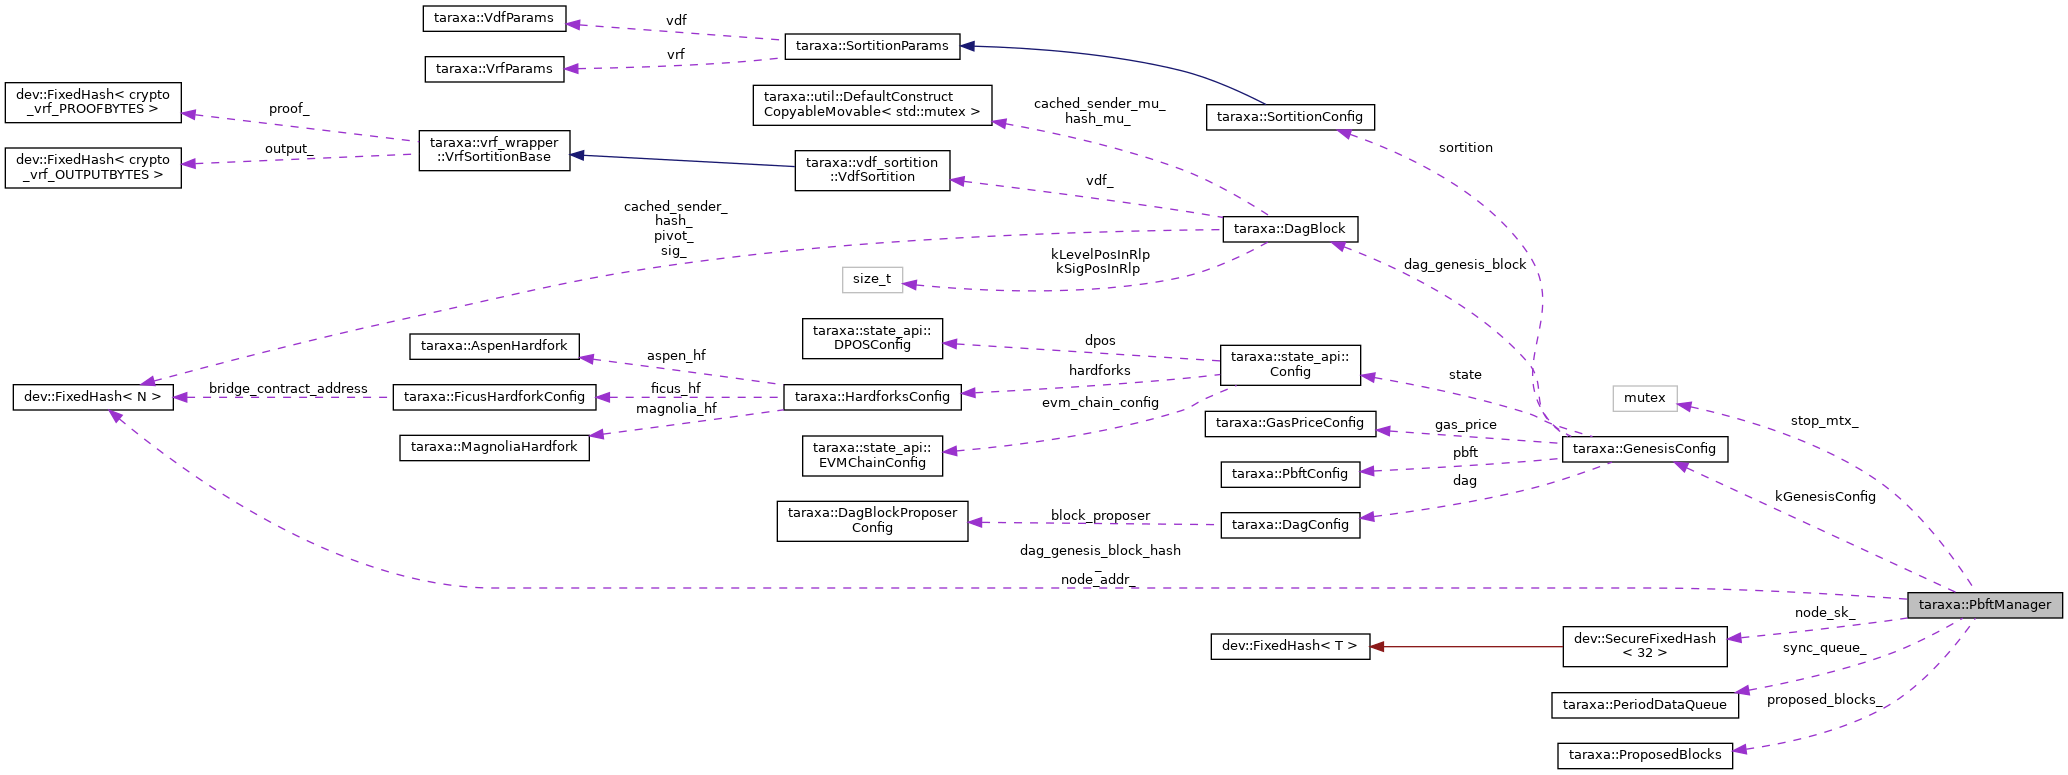 taraxa::VdfParams
vdf
taraxa::SortitionParams
vrf
taraxa::VrfParams
dev::FixedHash< crypto
_vrf_PROOFBYTES >
proof_
taraxa::util::DefaultConstruct
CopyableMovable< std::mutex >
cached_sender_mu_
hash_mu_
taraxa::SortitionConfig
taraxa::vrf_wrapper
::VrfSortitionBase
output_
dev::FixedHash< crypto
_vrf_OUTPUTBYTES >
taraxa::vdf_sortition
::VdfSortition
vdf_
sortition
cached_sender_
hash_
pivot_
sig_
taraxa::DagBlock
kLevelPosInRlp
kSigPosInRlp
size_t
dag_genesis_block
taraxa::state_api::
DPOSConfig
dpos
taraxa::AspenHardfork
aspen_hf
taraxa::state_api::
Config
hardforks
state
dev::FixedHash< N >
bridge_contract_address
taraxa::FicusHardforkConfig
ficus_hf
taraxa::HardforksConfig
magnolia_hf
evm_chain_config
mutex
stop_mtx_
taraxa::MagnoliaHardfork
taraxa::state_api::
EVMChainConfig
taraxa::GasPriceConfig
gas_price
taraxa::GenesisConfig
pbft
taraxa::PbftConfig
dag
kGenesisConfig
taraxa::DagBlockProposer
Config
block_proposer
taraxa::DagConfig
dag_genesis_block_hash
_
node_addr_
taraxa::PbftManager
node_sk_
dev::FixedHash< T >
dev::SecureFixedHash
< 32 >
sync_queue_
taraxa::PeriodDataQueue
proposed_blocks_
taraxa::ProposedBlocks